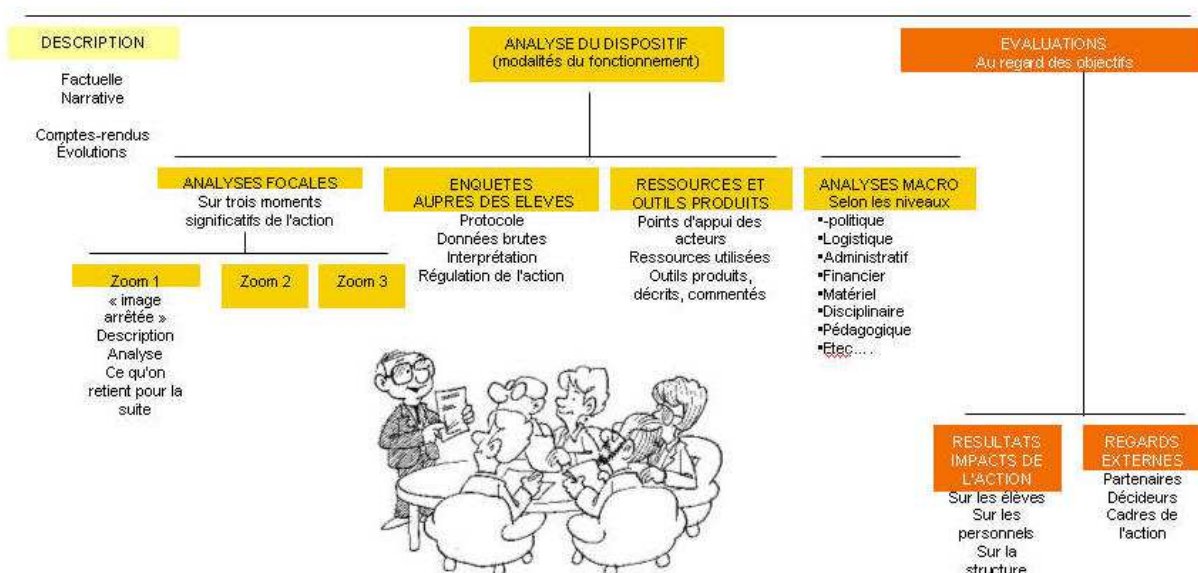 DESCRIPTION
Factuelle
Narrative
Comptes-rendus
Évolutions
ANALYSE DU DISPOSITIF
(modalités du fonctionnement)
EVALUATIONS
Au regard des objectifs
ANALYSES FOCALES
Sur trois moments
significatifs de l'action
Zoom 1
« image
arrêtée »
Description
Analyse
Ce qu'on
retient pour la
suite
Zoom 2
Zoom 3
ENQUETES
AUPRES DES ELEVES
Protocole
Données brutes
Interprétation
Régulation de l'action
RESSOURCES ET
OUTILS PRODUITS
Points d'appui des
acteurs
Ressources utilisées
Outils produits,
décrits, commentés
ANALYSES MACRO
Selon les niveaux
▪-politique
▪Logistique
▪Administratif
▪Financier
▪Matériel
▪Disciplinaire
▪Pédagogique
▪Etec... .
RESULTATS
IMPACTS DE
L'ACTION
Sur les élèves
Sur les
personnels
Sur la
structure
REGARDS
EXTERNES
Partenaires
Décideurs
Cadres de
l'action